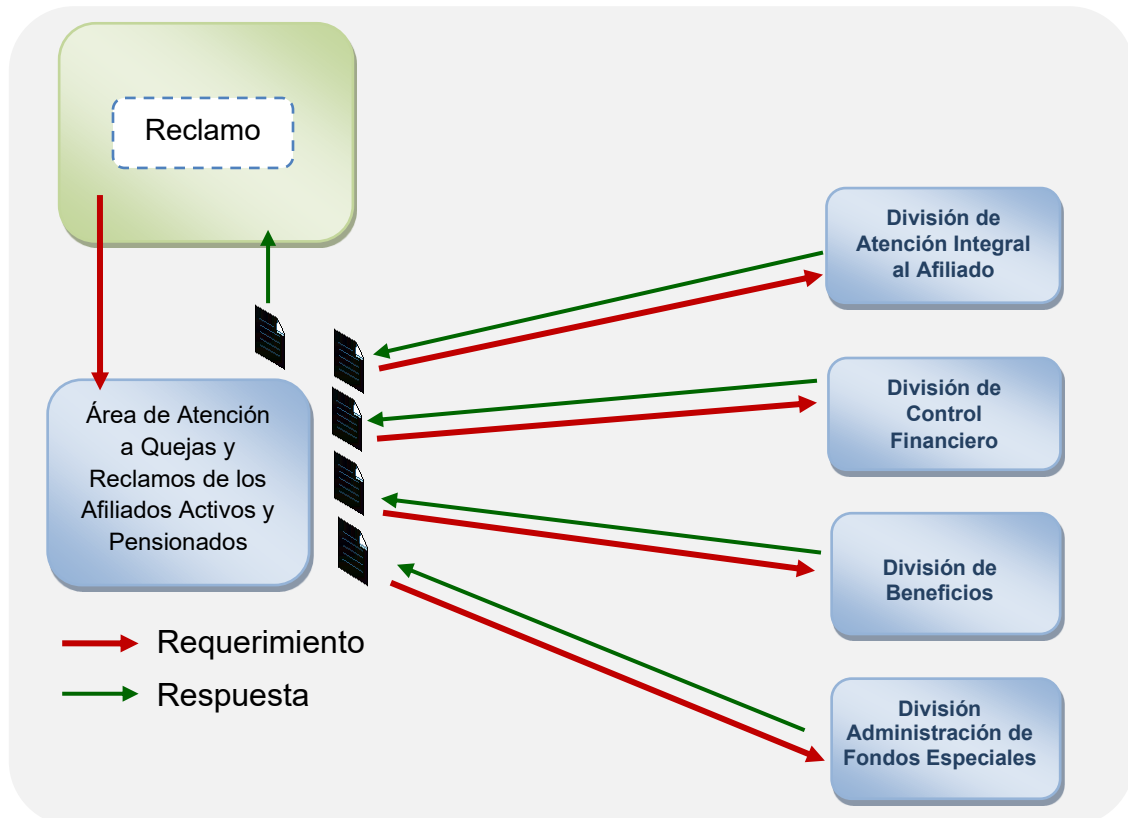 Reclamo
Área de Atención
a Quejas y
Reclamos de los
Afiliados Activos y
Pensionados
División de
Atención Integral
al Afiliado
División de
Control
Financiero
División de
Beneficios
División
Administración de
Fondos Especiales
Requerimiento
Respuesta